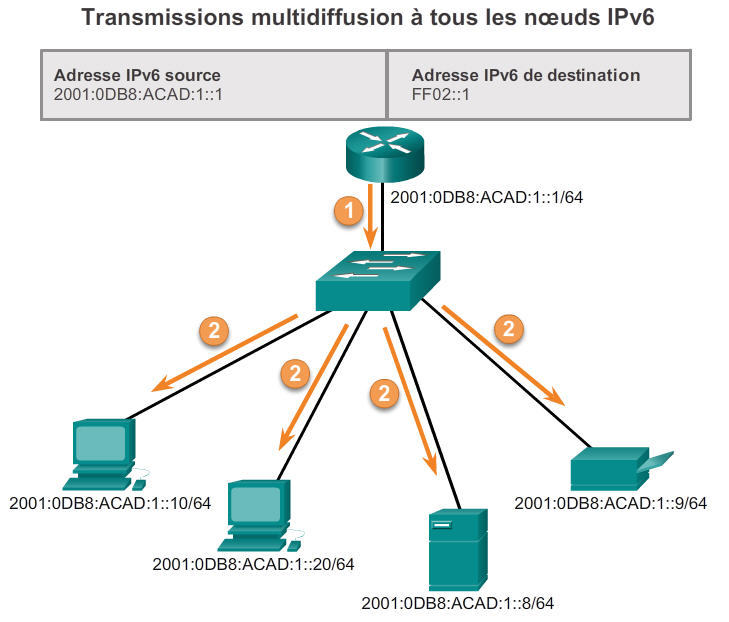 Transmissions multidiffusion à tous les nœuds IPv6
Adresse IPv6 source
2001:0DB8:ACAD:1::1
Adresse IPv6 de destination
FF02::1
2001:0DB8:ACAD:1::1/64
1
2
2
2
2
2001:0DB8:ACAD:1::10/64
2001:0DB8:ACAD:1::9/64
2001:0DB8:ACAD:1::20/64
2001:0DB8:ACAD:1::8/64